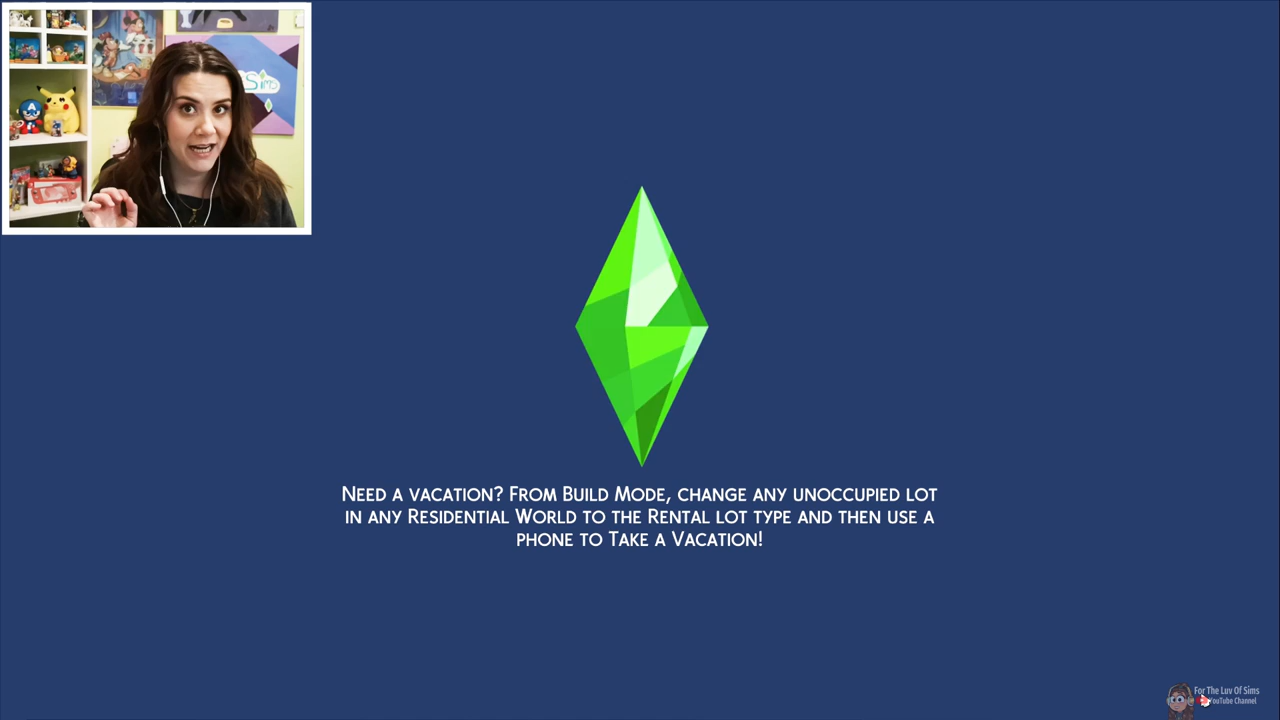 Sims
NEED A VACATION? FROM BUILD MODE, CHANGE ANY UNOCCUPIED LOT
IN ANY RESIDENTIAL WORLD TO THE RENTAL LOT TYPE AND THEN USE A
PHONE TO TAKE A VACATION!
For The Luv Of Sims
YouTube Channel